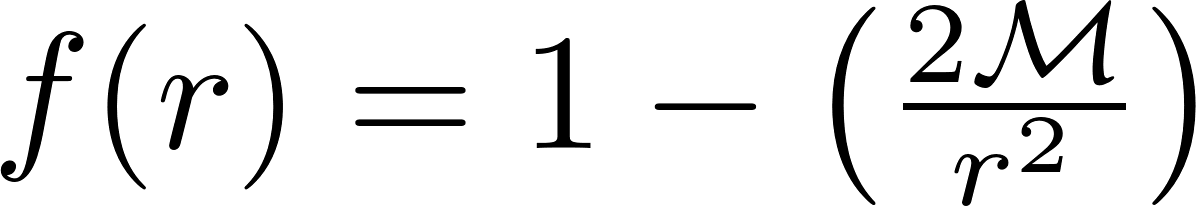 f(r) = 1 − (2ℳ/r²)